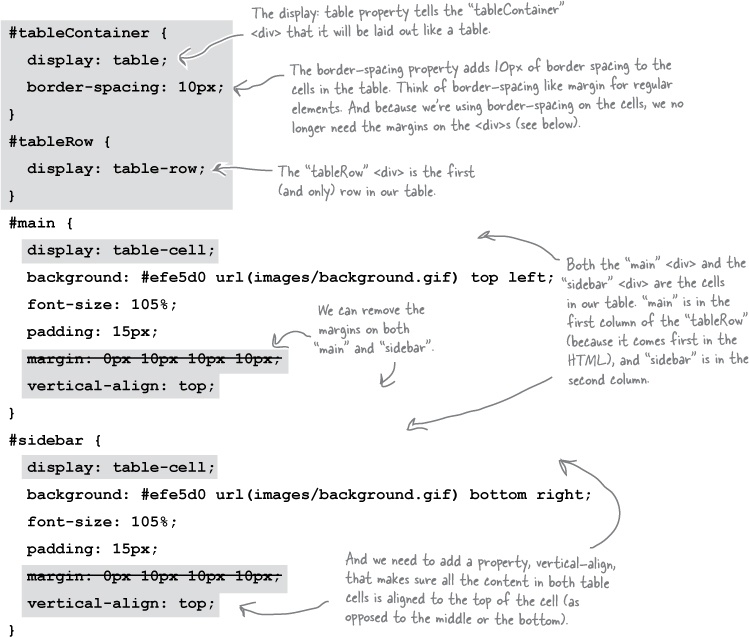 #tableContainer {
display: table;
border-spacing: 10px;
}
#tableRow {
display: table-row;
}
#main {
display: table-cell;
background: #efe5d0 url(images/background.gif) top left;
font-size: 105%;
padding: 15px;
margin: 0px 10px 10px 10px;
vertical-align: top;
}
#sidebar {
display: table-cell;
background: #efe5d0 url(images/background.gif) bottom right;
font-size: 105%;
padding: 15px;
margin: 0px 10px 10px 10px;
vertical-align: top;
}
The display: table property tells the “tableContainer”
<div> that it will be laid out like a table.
The border-spacing property adds 10px of border spacing to the
cells in the table. Think of border-spacing like margin for regular
elements. And because we’re using border-spacing on the cells, we no
longer need the margins on the <div>s (see below).
The “tableRow” <div> is the first
(and only) row in our table.
Both the “main” <div> and the
“sidebar” <div> are the cells
in our table. “main” is in the
first column of the “tableRow”
(because it comes first in the
HTML), and “sidebar” is in the
second column.
We can remove the
margins on both
“main” and “sidebar”.
And we need to add a property, vertical-align,
that makes sure all the content in both table
cells is aligned to the top of the cell (as
opposed to the middle or the bottom).